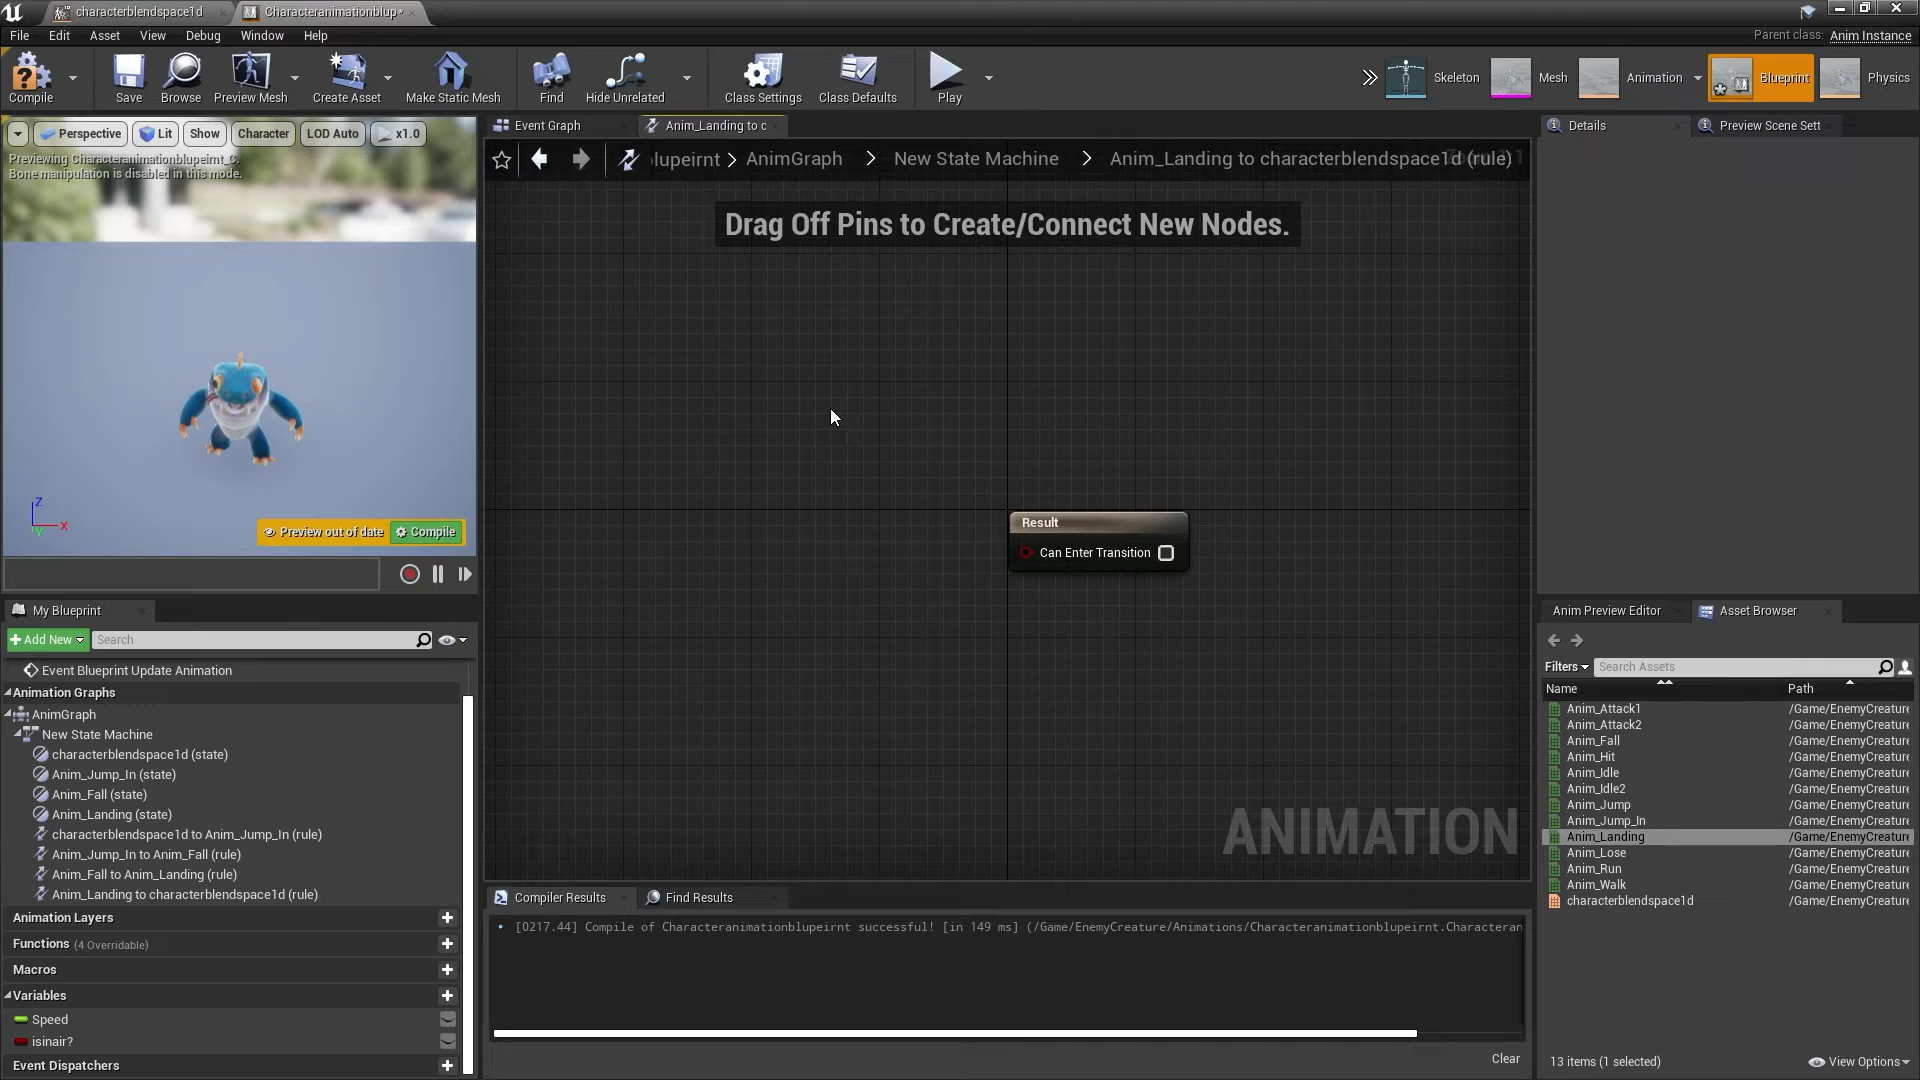 characterblendspace1d
Characteranimationblup•
File
Edit
Asset
View
Debug
Window
Help
Parent class:
Anim Instance
Compile
Save
Browse
Preview Mesh
Create Asset
Make Static Mesh
Find
Hide Unrelated
Class Settings
Class Defaults
Play
Skeleton
Mesh
Animation
Blueprint
Physics
Perspective
Lit
Show
Character
LOD Auto
x1.0
Previewing Characteranimationblupeirnt_C.
Bone manipulation is disabled in this mode.
Z
X
Y
Preview out of date
Compile
Event Graph
Anim_Landing to c
blupeirnt > AnimGraph > New State Machine > Anim_Landing to characterblendspace1d (rule)
Drag Off Pins to Create/Connect New Nodes.
Result
Can Enter Transition
ANIMATION
My Blueprint
+ Add New
Search
Event Blueprint Update Animation
Animation Graphs
AnimGraph
New State Machine
characterblendspace1d (state)
Anim_Jump_In (state)
Anim_Fall (state)
Anim_Landing (state)
characterblendspace1d to Anim_Jump_In (rule)
Anim_Jump_In to Anim_Fall (rule)
Anim_Fall to Anim_Landing (rule)
Anim_Landing to characterblendspace1d (rule)
Animation Layers
Functions (4 Overridable)
Macros
Variables
Speed
isinair?
Event Dispatchers
Compiler Results
Find Results
[0217.44] Compile of Characteranimationblupeirnt successful! [in 149 ms] (/Game/EnemyCreature/Animations/Characteranimationblupeirnt.Characteran
Clear
Details
Preview Scene Sett
Anim Preview Editor
Asset Browser
Filters
Search Assets
Name
Path
Anim_Attack1 /Game/EnemyCreature
Anim_Attack2 /Game/EnemyCreature
Anim_Fall /Game/EnemyCreature
Anim_Hit /Game/EnemyCreature
Anim_Idle /Game/EnemyCreature
Anim_Idle2 /Game/EnemyCreature
Anim_Jump /Game/EnemyCreature
Anim_Jump_In /Game/EnemyCreature
Anim_Landing /Game/EnemyCreature
Anim_Lose /Game/EnemyCreature
Anim_Run /Game/EnemyCreature
Anim_Walk /Game/EnemyCreature
characterblendspace1d /Game/EnemyCreature
13 items (1 selected)
View Options